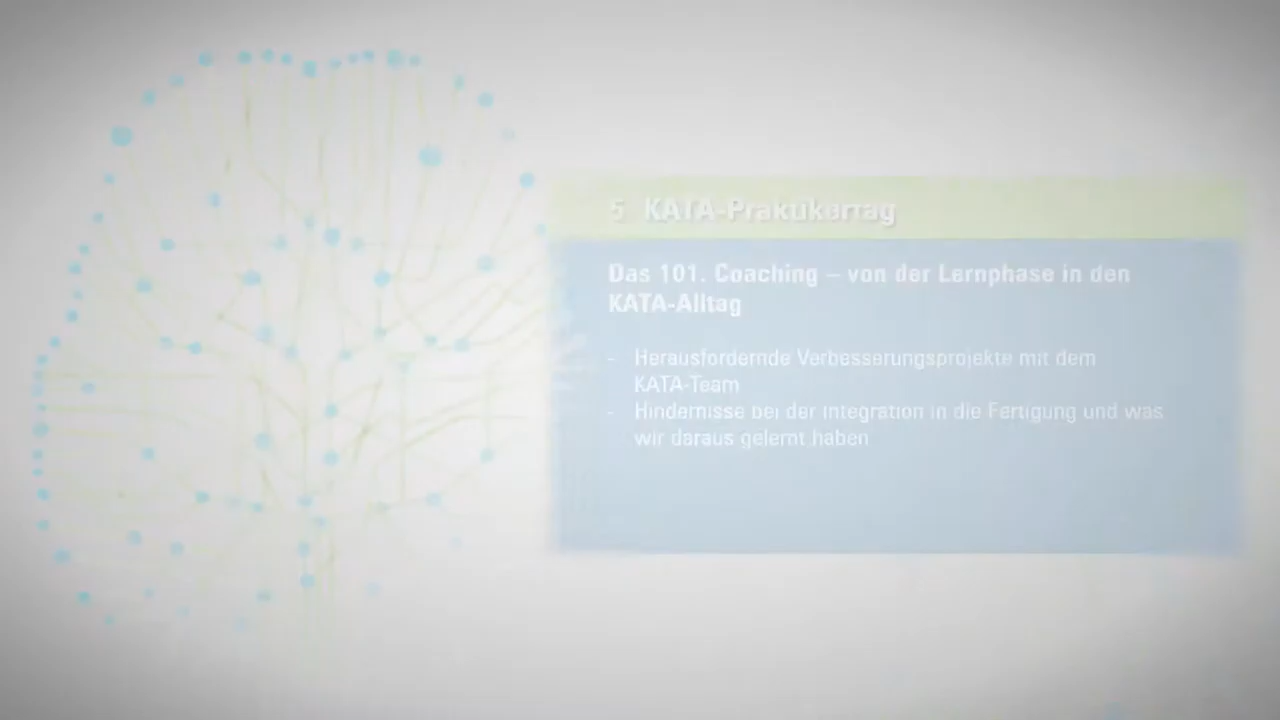 5 KATA-Praktikertag
Das 101. Coaching – von der Lernphase in den
KATA-Alltag
- Herausfordernde Verbesserungsprojekte mit dem
KATA-Team
- Hindernisse bei der Integration in die Fertigung und was
wir daraus gelernt haben